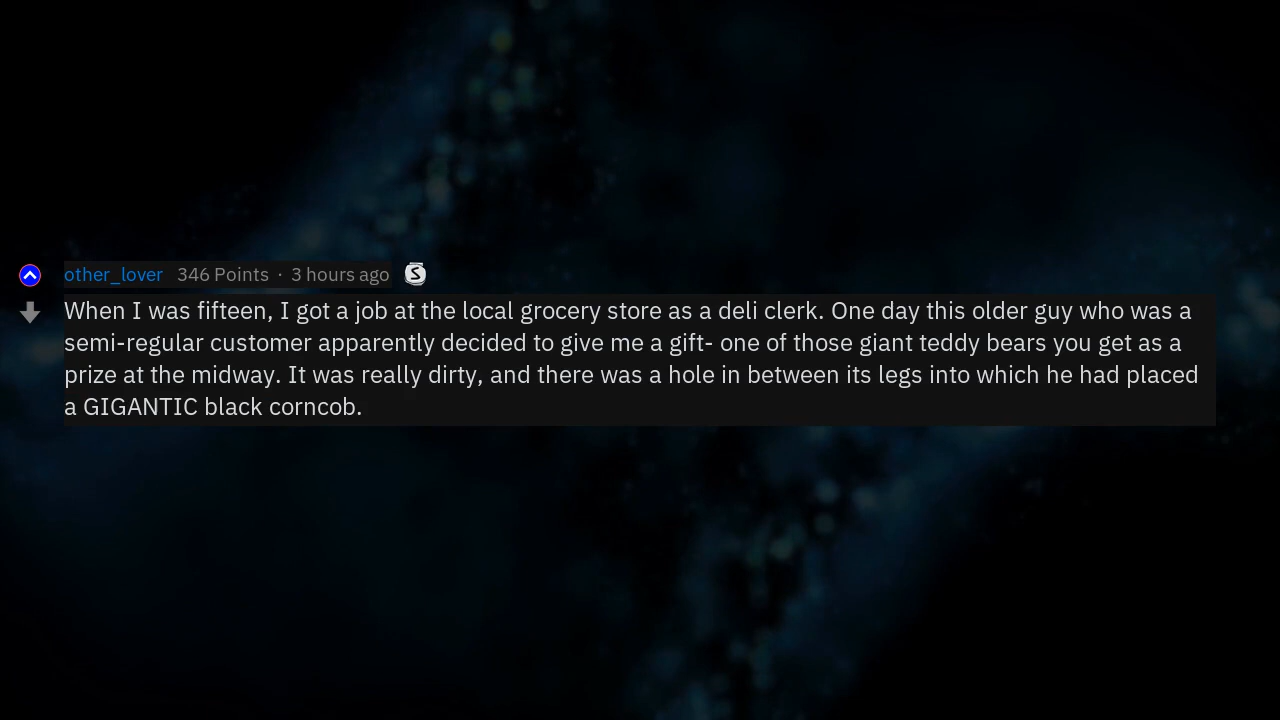 other_lover 346 Points · 3 hours ago S
When I was fifteen, I got a job at the local grocery store as a deli clerk. One day this older guy who was a
semi-regular customer apparently decided to give me a gift- one of those giant teddy bears you get as a
prize at the midway. It was really dirty, and there was a hole in between its legs into which he had placed
a GIGANTIC black corncob.